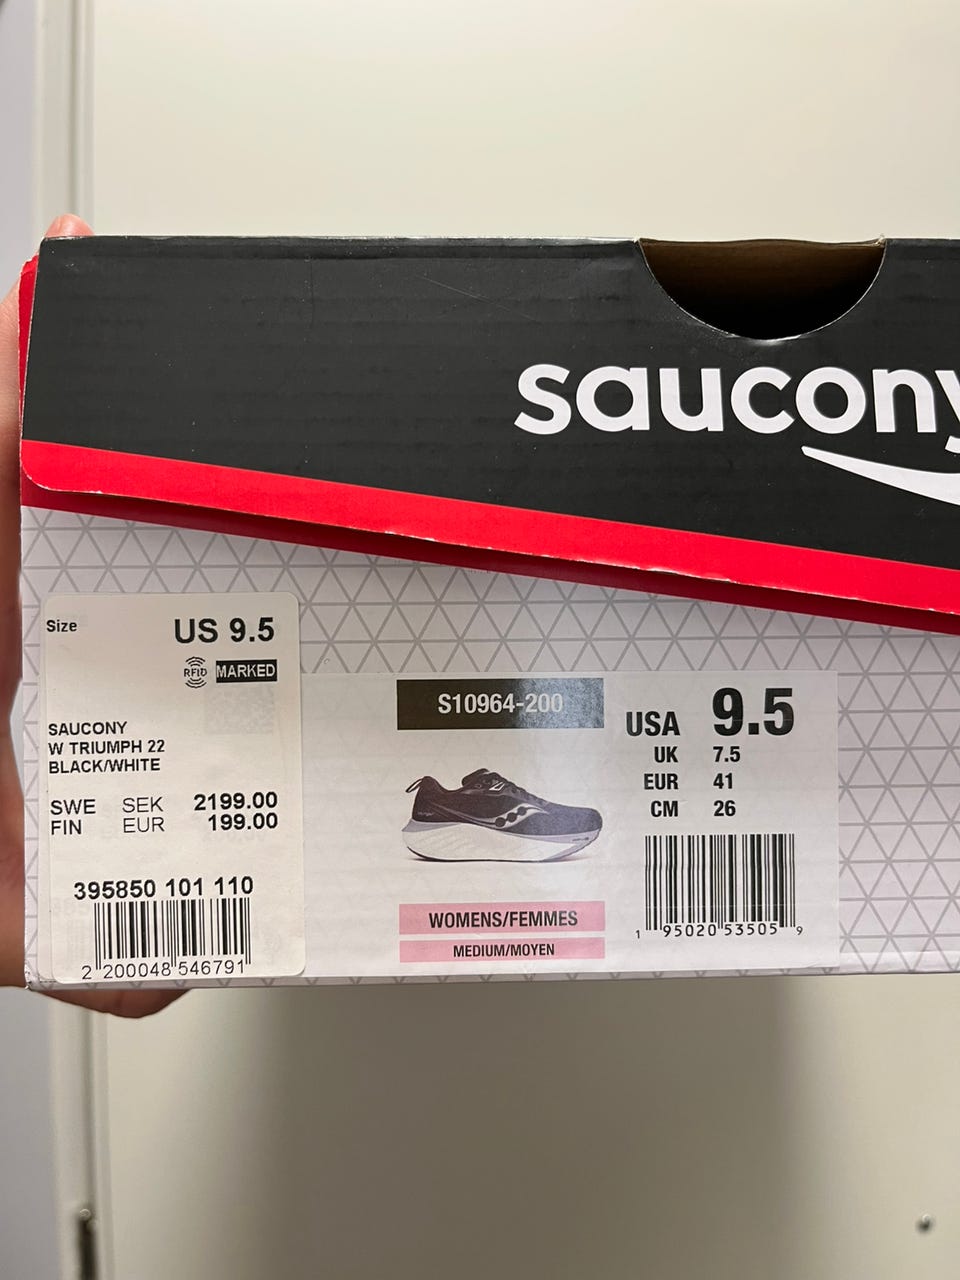 saucony
Size US 9.5
RFID MARKED
SAUCONY
W TRIUMPH 22
BLACK/WHITE
SWE SEK 2199.00
FIN EUR 199.00
395850 101 110
2 200048 546791
S10964-200
WOMENS/FEMMES
MEDIUM/MOYEN
USA 9.5
UK 7.5
EUR 41
CM 26
1 95020 53505 9